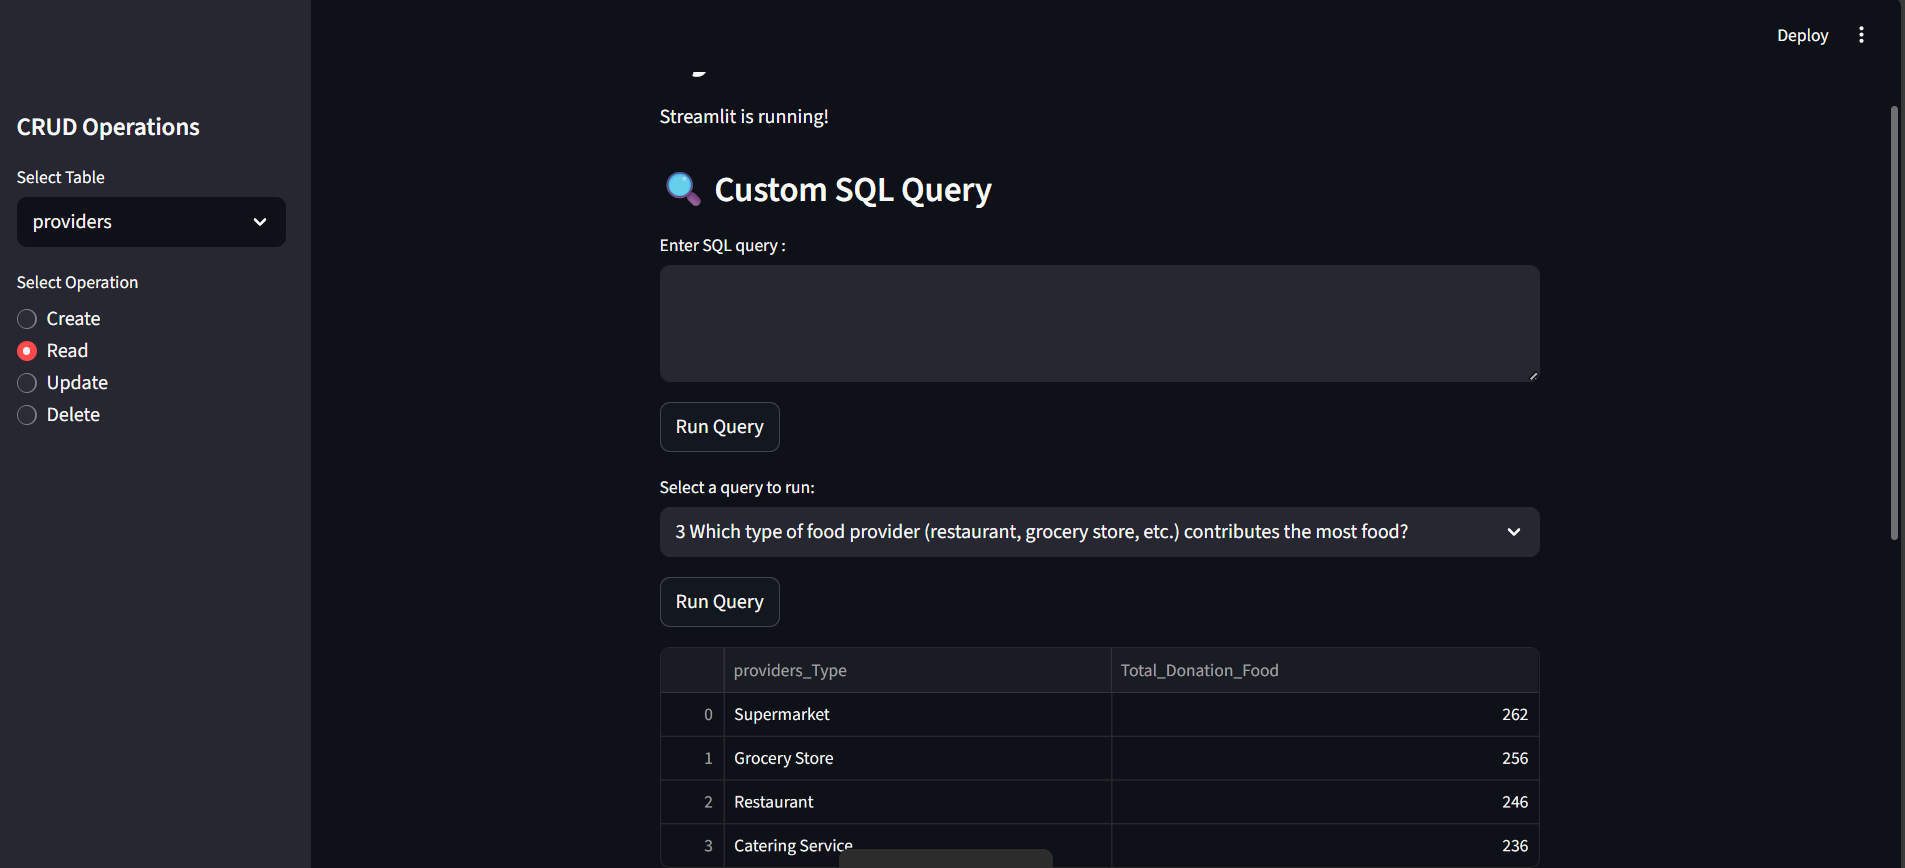 Deploy
CRUD Operations
Select Table
providers
Select Operation
Create
Read
Update
Delete
Streamlit is running!
Custom SQL Query
Enter SQL query :
Run Query
Select a query to run:
3 Which type of food provider (restaurant, grocery store, etc.) contributes the most food?
Run Query
providers_Type Total_Donation_Food
0 Supermarket 262
1 Grocery Store 256
2 Restaurant 246
3 Catering Service 236